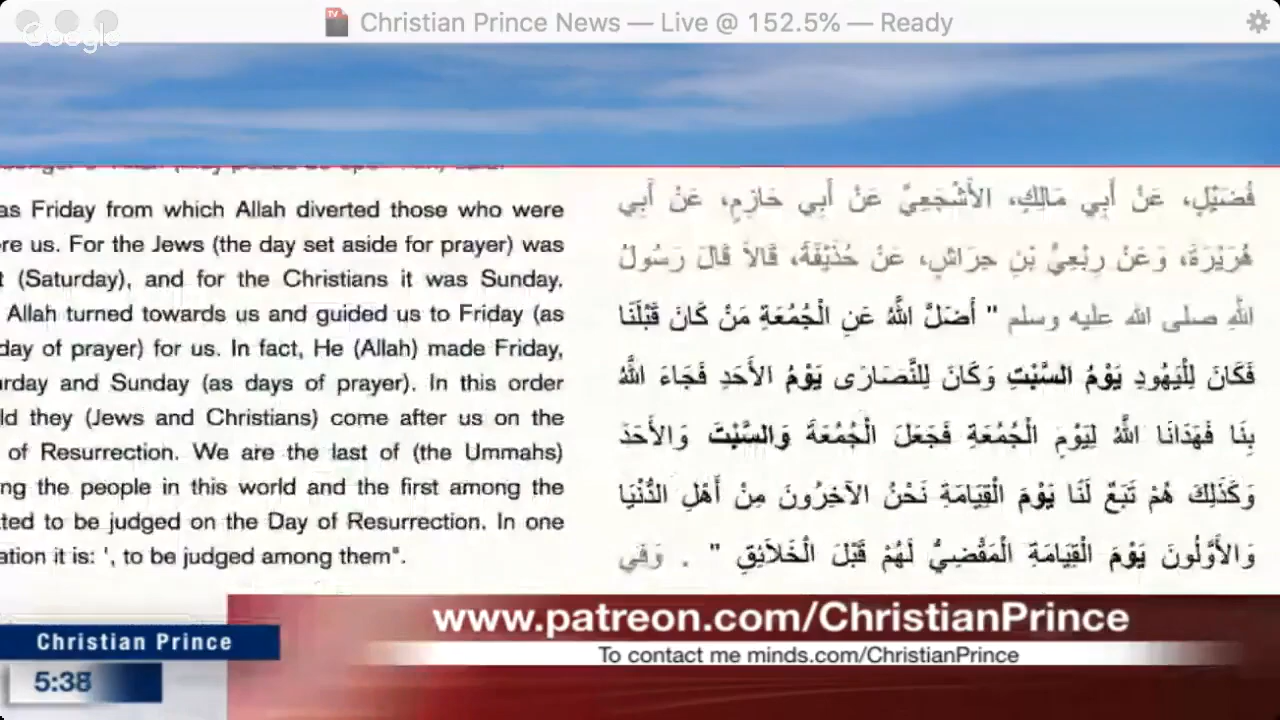 Christian Prince News — Live @ 152.5% — Ready
Google
as Friday from which Allah diverted those who were
re us. For the Jews (the day set aside for prayer) was
t (Saturday), and for the Christians it was Sunday.
Allah turned towards us and guided us to Friday (as
day of prayer) for us. In fact, He (Allah) made Friday,
urday and Sunday (as days of prayer). In this order
ld they (Jews and Christians) come after us on the
of Resurrection. We are the last of (the Ummahs)
ng the people in this world and the first among the
ted to be judged on the Day of Resurrection. In one
ation it is: ', to be judged among them".
فُضَيْلٍ، عَنْ أَبِي مَالِكٍ، الأَشْجَعِيِّ عَنْ أَبِي حَازِمٍ، عَنْ أَبِي
هُرَيْرَةَ، وَعَنْ رِبْعِيِّ بْنِ حِرَاشٍ، عَنْ حُذَيْفَةَ، قَالاَ قَالَ رَسُولُ
اللَّهِ صلى الله عليه وسلم " أَضَلَّ اللَّهُ عَنِ الْجُمُعَةِ مَنْ كَانَ قَبْلَنَا
فَكَانَ لِلْيَهُودِ يَوْمُ السَّبْتِ وَكَانَ لِلنَّصَارَى يَوْمُ الأَحَدِ فَجَاءَ اللَّهُ
بِنَا فَهَدَانَا اللَّهُ لِيَوْمِ الْجُمُعَةِ فَجَعَلَ الْجُمُعَةَ وَالسَّبْتَ وَالأَحَدَ
وَكَذَلِكَ هُمْ تَبَعٌ لَنَا يَوْمَ الْقِيَامَةِ نَحْنُ الآخِرُونَ مِنْ أَهْلِ الدُّنْيَا
وَالأَوَّلُونَ يَوْمَ الْقِيَامَةِ الْمَقْضِيُّ لَهُمْ قَبْلَ الْخَلاَئِقِ " . وَفِي
www.patreon.com/ChristianPrince
To contact me minds.com/ChristianPrince
Christian Prince
5:38